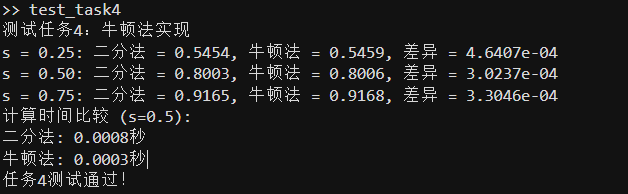 >> test_task4
测试任务4：牛顿法实现
s = 0.25: 二分法 = 0.5454, 牛顿法 = 0.5459, 差异 = 4.6407e-04
s = 0.50: 二分法 = 0.8003, 牛顿法 = 0.8006, 差异 = 3.0237e-04
s = 0.75: 二分法 = 0.9165, 牛顿法 = 0.9168, 差异 = 3.3046e-04
计算时间比较 (s=0.5):
二分法: 0.0008秒
牛顿法: 0.0003秒
任务4测试通过！